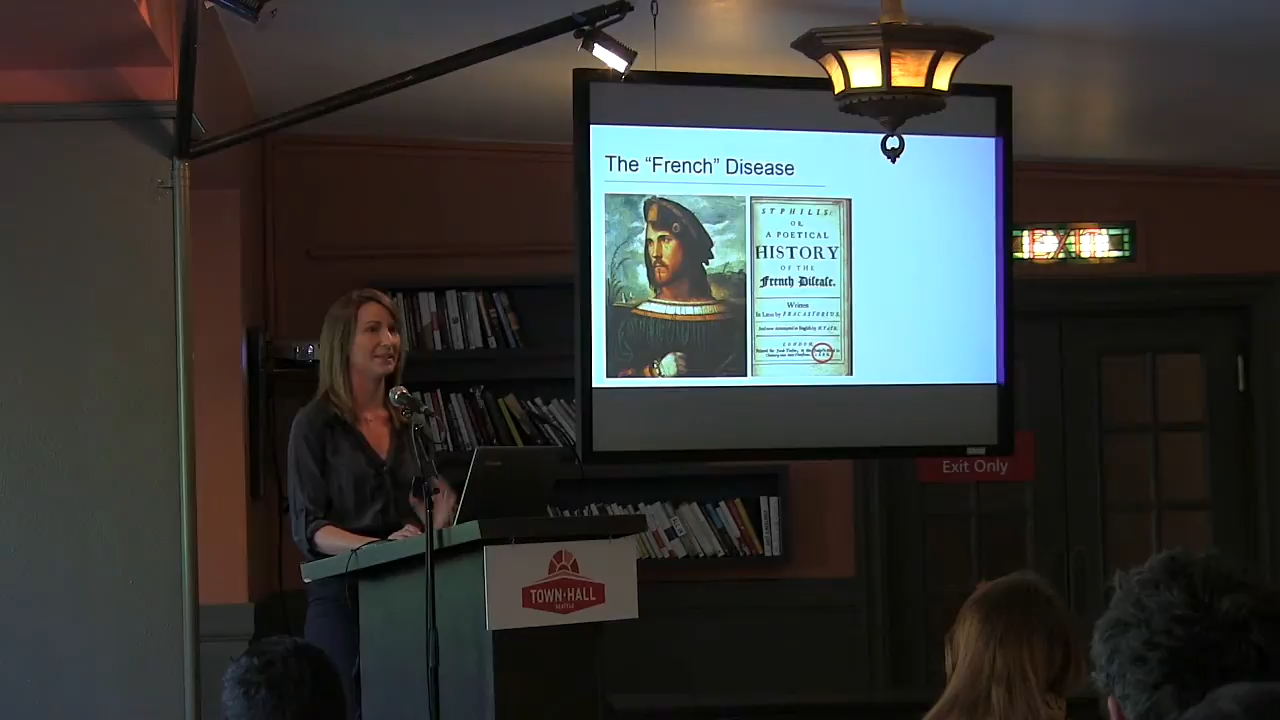 The “French” Disease
SYPHILIS:
OR,
A POETICAL
HISTORY
OF THE
French Diſeaſe.
Written
In Latin by FRACASTORIUS.
LONDON,
EXIT
Exit Only
TOWN·HALL
SEATTLE